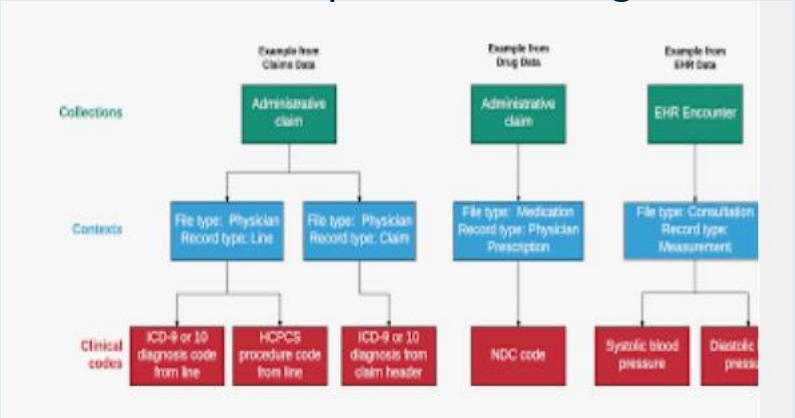 Example from
Claims Data
Example from
Drug Data
Example from
EHR Data
Collections
Administrative
claim
Administrative
claim
EHR Encounter
Contexts
File type: Physician
Record type: Line
File type: Physician
Record type: Claim
File type: Medication
Record type: Physician
Prescription
File type: Consultation
Record type:
Measurement
Clinical
codes
ICD-9 or 10
diagnosis code
from line
HCPCS
procedure code
from line
ICD-9 or 10
diagnosis from
claim header
NDC code
Systolic blood
pressure
Diastolic